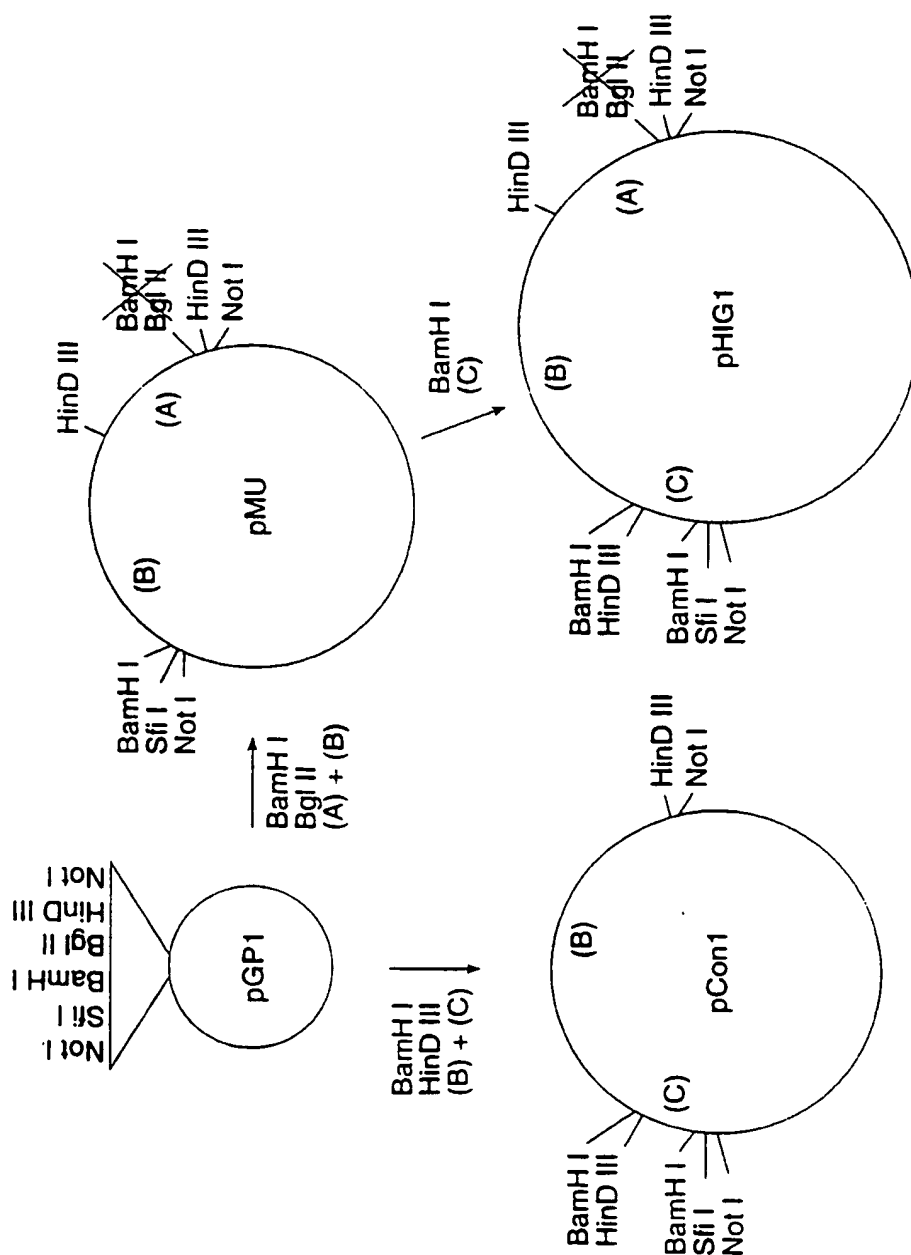 Not I.
Sfi I
BamH I
Bgl II
HinD III
Not I
pGP1
BamH I
Bgl II
(A) + (B)
BamH I
Sfi I
Not I
(B)
HinD III
(A)
BamH I
Bgl II
HinD III
Not I
pMU
BamH I
HinD III
(B) + (C)
BamH I
(C)
BamH I
HinD III
(C)
BamH I
Sfi I
Not I
(B)
HinD III
Not I
pCon1
BamH I
HinD III
(C)
BamH I
Sfi I
Not I
(B)
HinD III
(A)
BamH I
Bgl II
HinD III
Not I
pHIG1